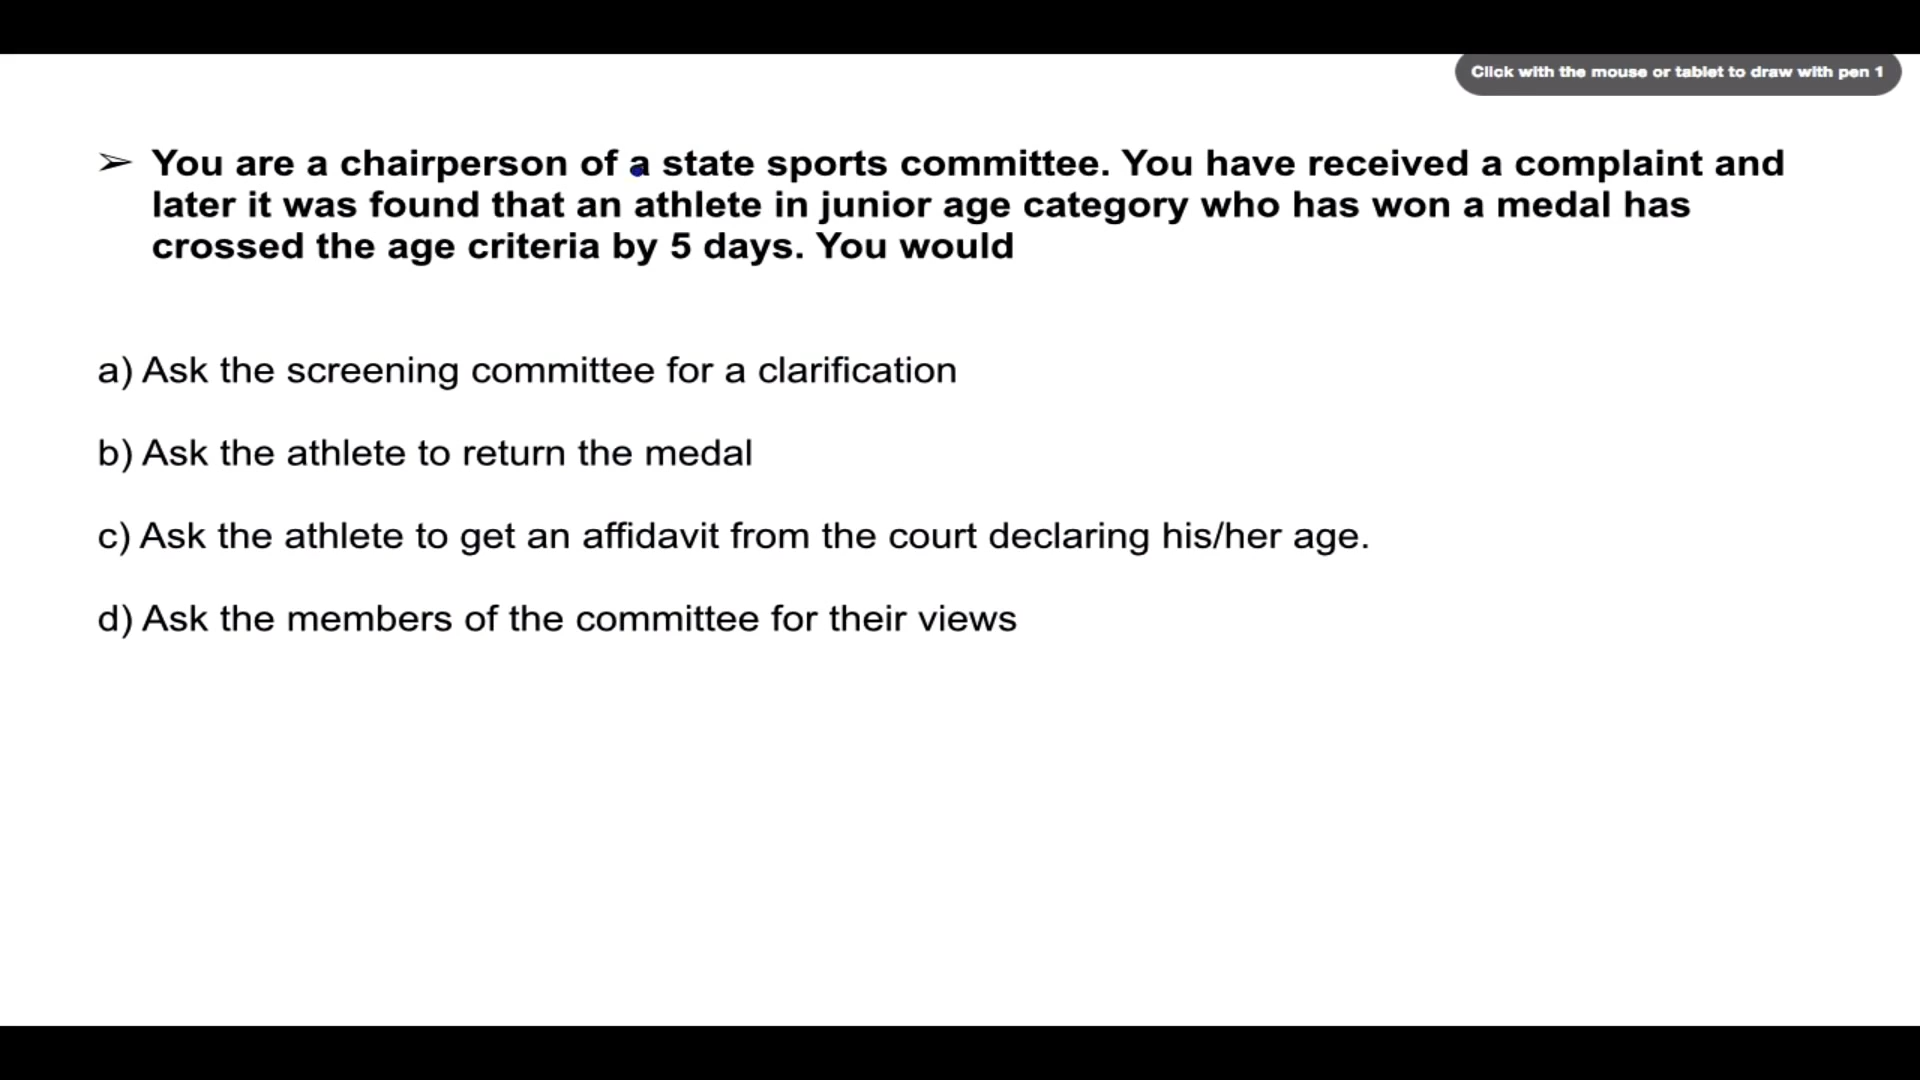 Click with the mouse or tablet to draw with pen 1
➢ You are a chairperson of a state sports committee. You have received a complaint and
later it was found that an athlete in junior age category who has won a medal has
crossed the age criteria by 5 days. You would
a) Ask the screening committee for a clarification
b) Ask the athlete to return the medal
c) Ask the athlete to get an affidavit from the court declaring his/her age.
d) Ask the members of the committee for their views